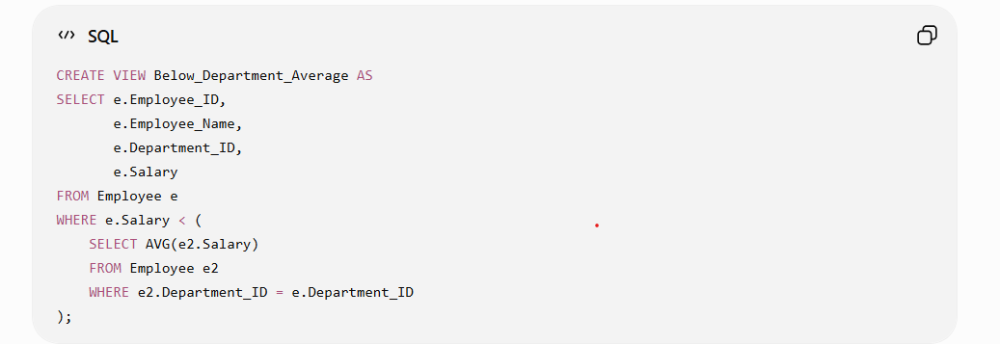 SQL
CREATE VIEW Below_Department_Average AS
SELECT e.Employee_ID,
       e.Employee_Name,
       e.Department_ID,
       e.Salary
FROM Employee e
WHERE e.Salary < (
    SELECT AVG(e2.Salary)
    FROM Employee e2
    WHERE e2.Department_ID = e.Department_ID
);